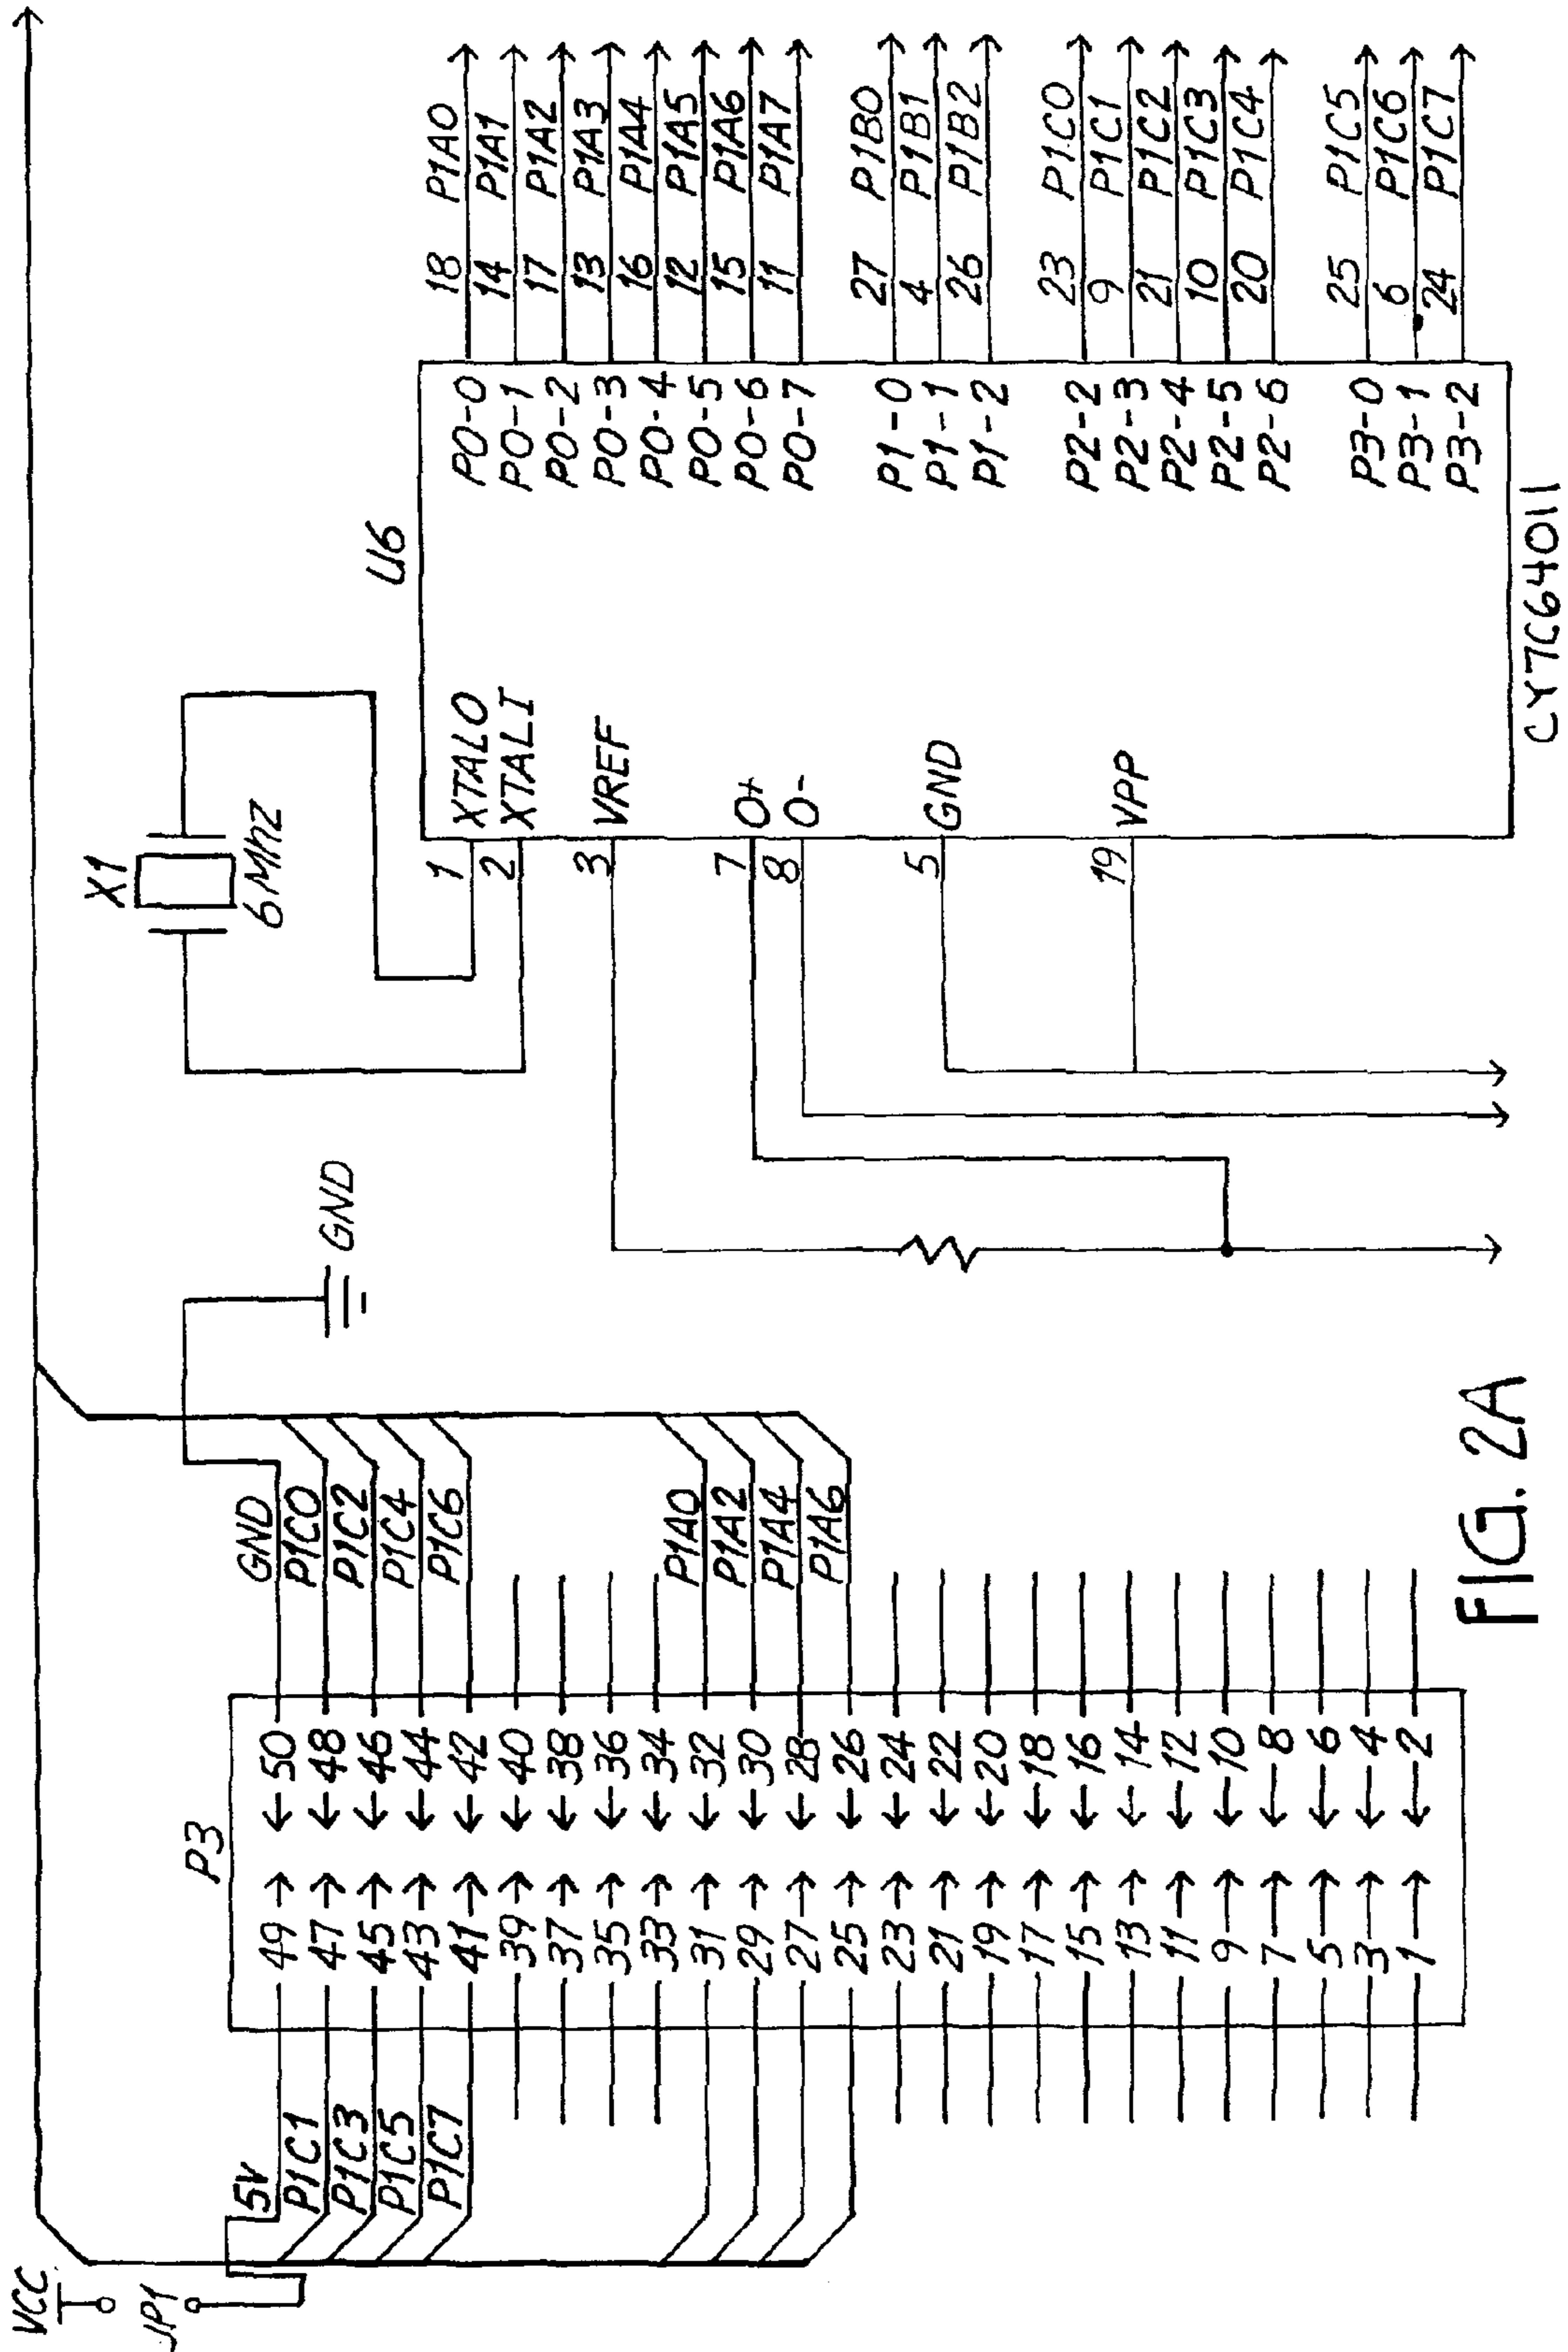 VCC
JP1
5V
P1C1
P1C3
P1C5
P1C7
P3
49 50
47 48
45 46
43 44
41 42
39 40
37 38
35 36
33 34
31 32
29 30
27 28
25 26
23 24
21 22
19 20
17 18
15 16
13 14
11 12
9 10
7 8
5 6
3 4
1 2
GND
P1C0
P1C2
P1C4
P1C6
P1A0
P1A2
P1A4
P1A6
GND
X1
6 Mhz
U6
1 XTALO
2 XTALI
3 VREF
7 O+
8 O-
5 GND
19 VPP
P0-0 18 P1A0
P0-1 14 P1A1
P0-2 17 P1A2
P0-3 13 P1A3
P0-4 16 P1A4
P0-5 12 P1A5
P0-6 15 P1A6
P0-7 11 P1A7
P1-0 27 P1B0
P1-1 4 P1B1
P1-2 26 P1B2
P2-2 23 P1C0
P2-3 9 P1C1
P2-4 21 P1C2
P2-5 10 P1C3
P2-6 20 P1C4
P3-0 25 P1C5
P3-1 6 P1C6
P3-2 24 P1C7
CY7C64011
FIG. 2A